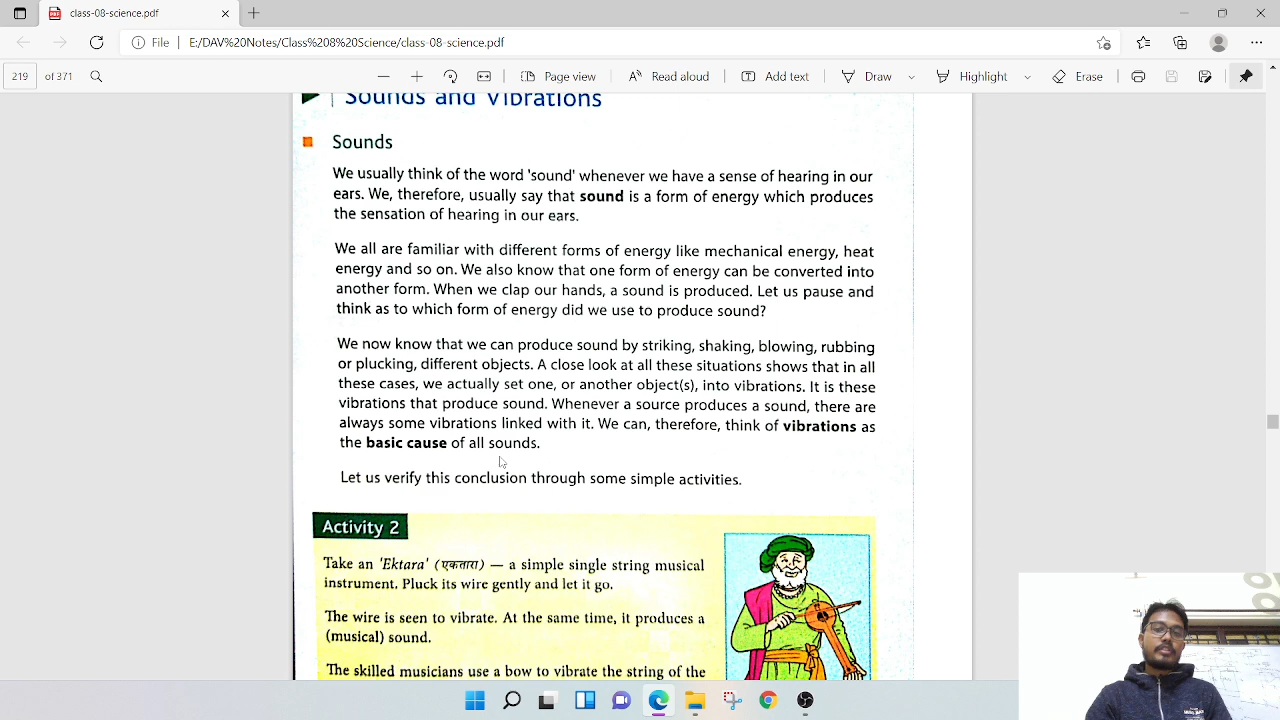 class-08-science.pdf
File | E:/DAV%20Notes/Class%208%20Science/class-08-science.pdf
219 of 371 Page view Read aloud Add text Draw Highlight Erase
Sounds and Vibrations
Sounds
We usually think of the word 'sound' whenever we have a sense of hearing in our
ears. We, therefore, usually say that sound is a form of energy which produces
the sensation of hearing in our ears.
We all are familiar with different forms of energy like mechanical energy, heat
energy and so on. We also know that one form of energy can be converted into
another form. When we clap our hands, a sound is produced. Let us pause and
think as to which form of energy did we use to produce sound?
We now know that we can produce sound by striking, shaking, blowing, rubbing
or plucking, different objects. A close look at all these situations shows that in all
these cases, we actually set one, or another object(s), into vibrations. It is these
vibrations that produce sound. Whenever a source produces a sound, there are
always some vibrations linked with it. We can, therefore, think of vibrations as
the basic cause of all sounds.
Let us verify this conclusion through some simple activities.
Activity 2
Take an 'Ektara' (एकतारा) — a simple single string musical
instrument. Pluck its wire gently and let it go.
The wire is seen to vibrate. At the same time, it produces a
(musical) sound.
The skilled musicians use a bow to vibrate the string of the